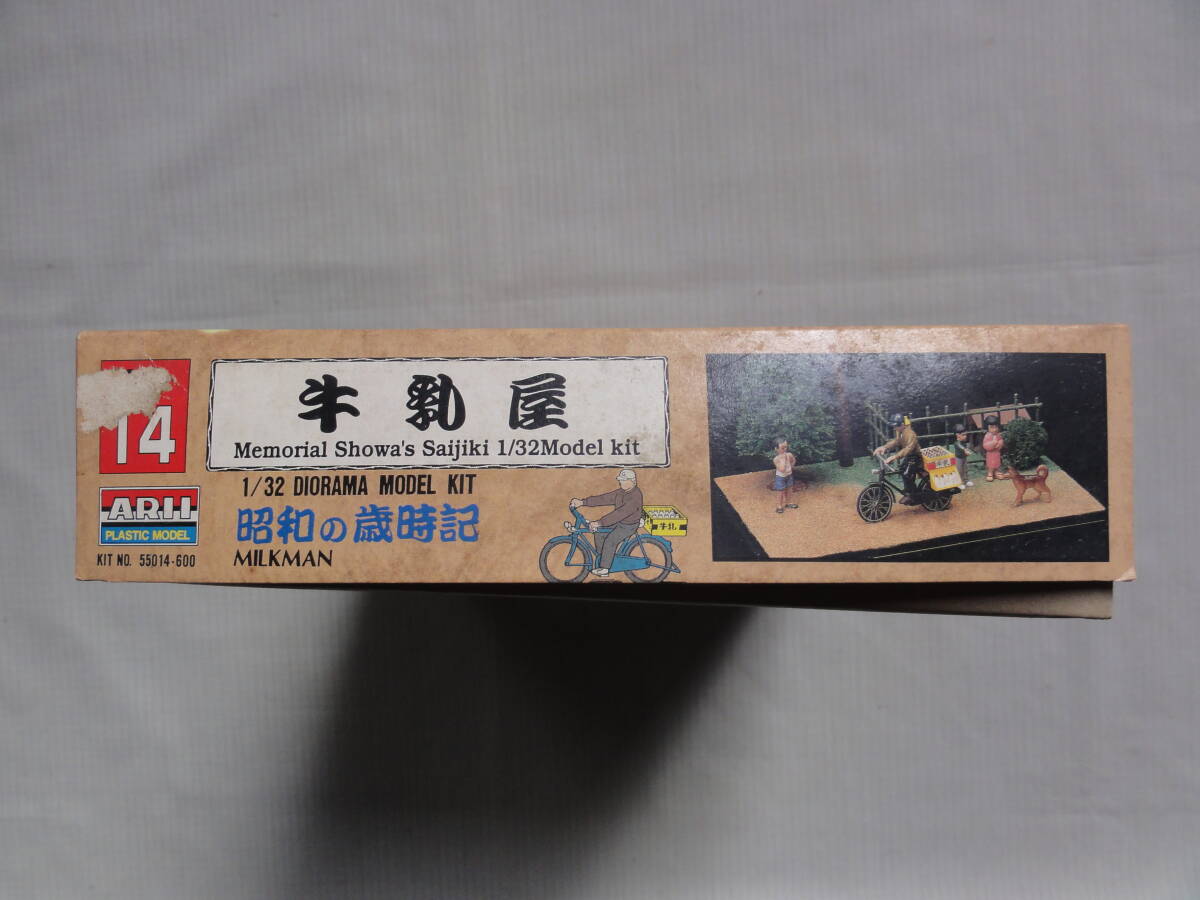 14
牛乳屋
Memorial Showa's Saijiki 1/32Model kit
1/32 DIORAMA MODEL KIT
ARII
PLASTIC MODEL
昭和の歳時記
KIT NO. 55014-600
MILKMAN
牛乳